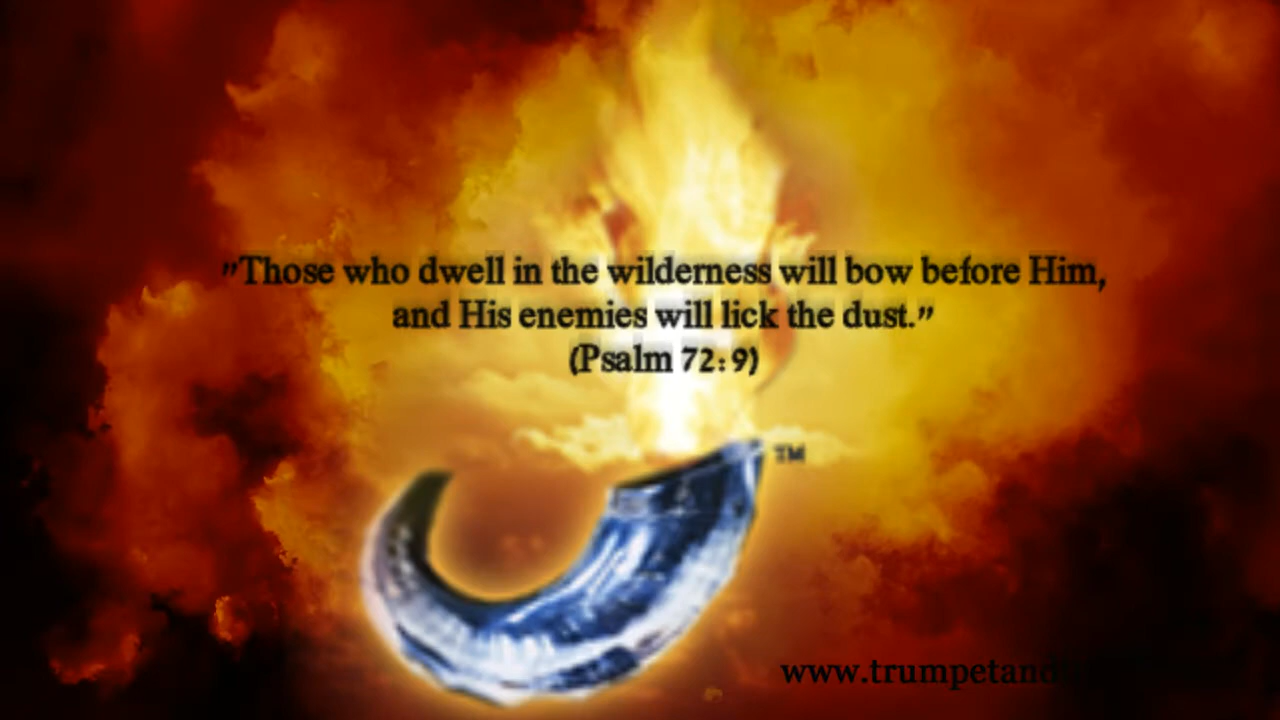 "Those who dwell in the wilderness will bow before Him,
and His enemies will lick the dust."
(Psalm 72:9)
TM